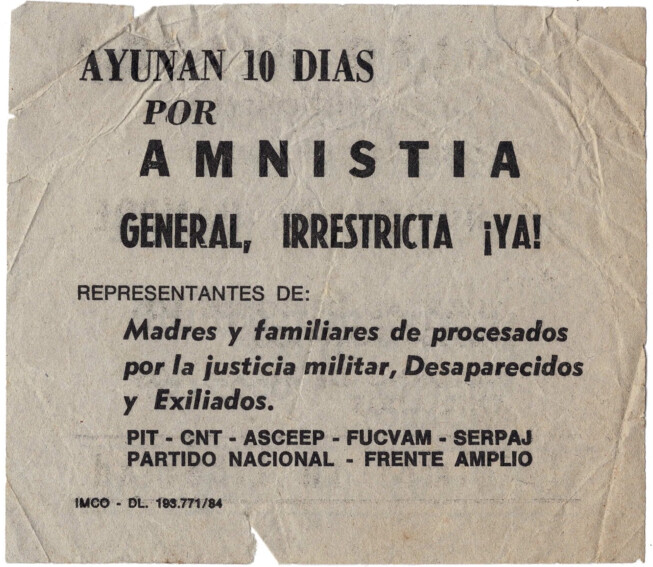 AYUNAN 10 DIAS
POR
AMNISTIA
GENERAL, IRRESTRICTA ¡YA!
REPRESENTANTES DE:
Madres y familiares de procesados
por la justicia militar, Desaparecidos
y Exiliados.
PIT - CNT - ASCEEP - FUCVAM - SERPAJ
PARTIDO NACIONAL - FRENTE AMPLIO
IMCO - DL. 193.771/84